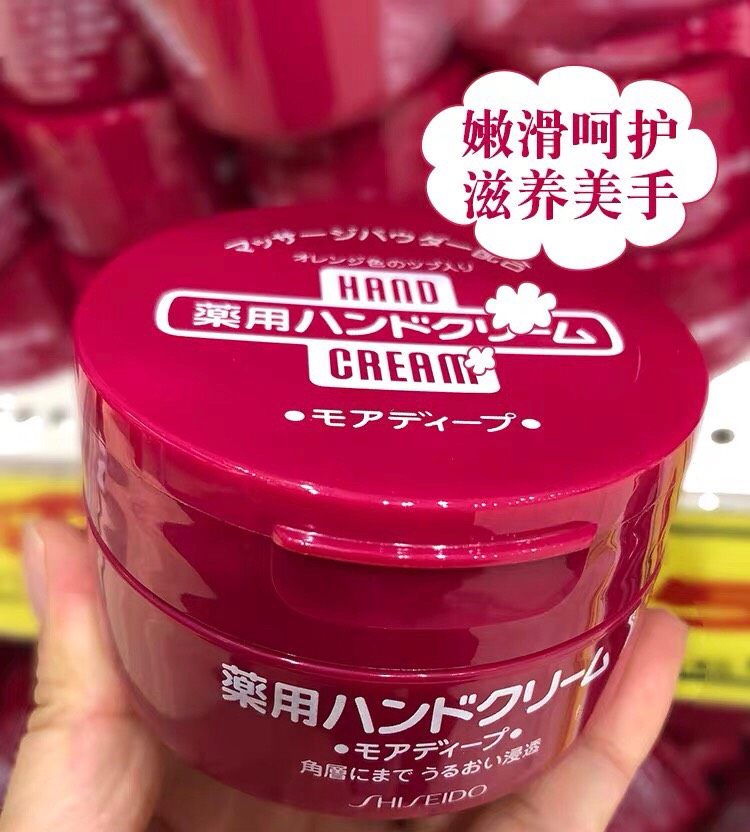 嫩滑呵护
滋养美手
マッサージパウダー配合
オレンジ色のツブ入り
HAND
薬用ハンドクリーム
CREAM
•モアディープ•
薬用ハンドクリーム
•モアディープ•
角層にまで うるおい浸透
SHISEIDO